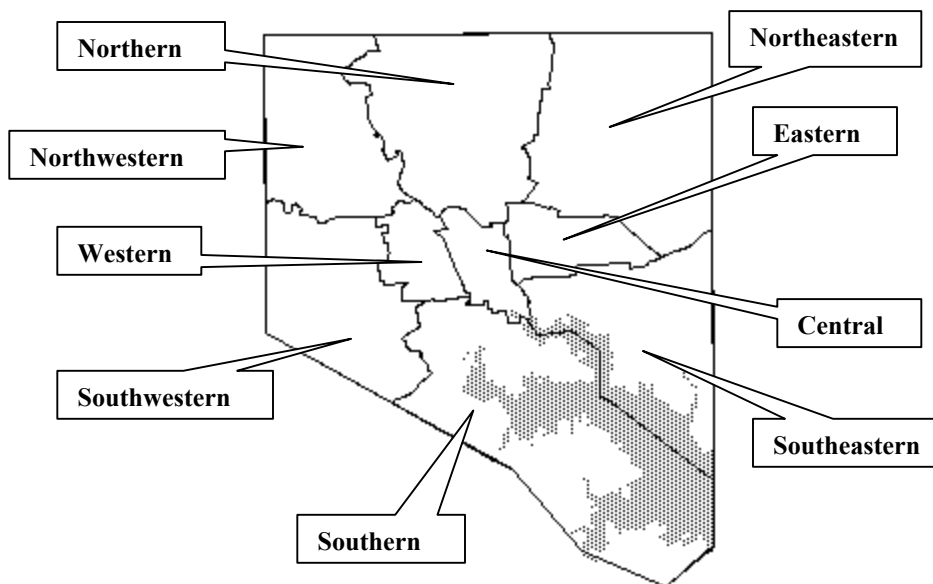 Northern
Northeastern
Eastern
Northwestern
Western
Central
Southwestern
Southeastern
Southern